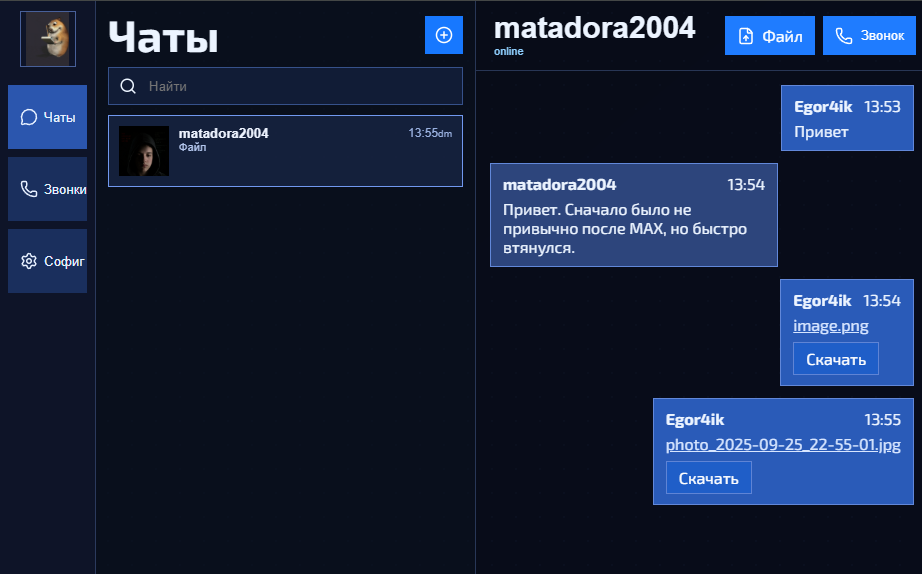 Чаты
Звонки
Софиг
Чаты
Найти
matadora2004 13:55dm
Файл
matadora2004
online
Файл
Звонок
Egor4ik 13:53
Привет
matadora2004 13:54
Привет. Сначало было не
привычно после MAX, но быстро
втянулся.
Egor4ik 13:54
image.png
Скачать
Egor4ik 13:55
photo_2025-09-25_22-55-01.jpg
Скачать